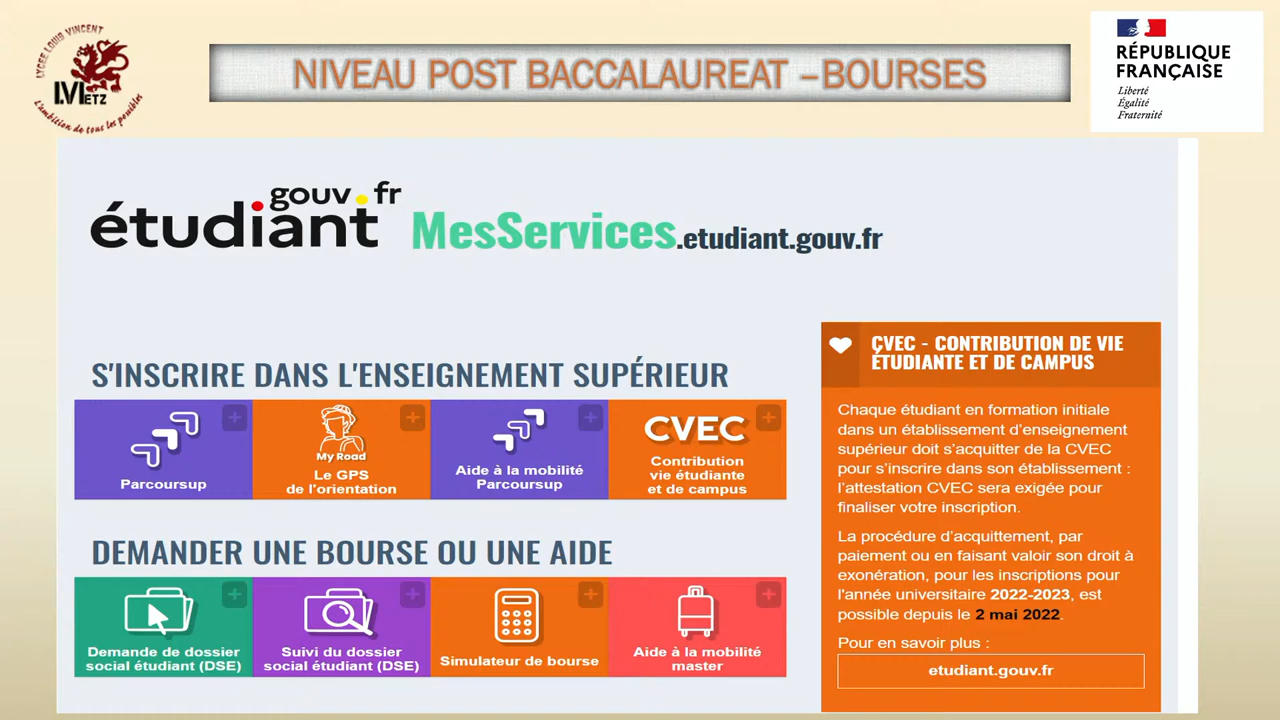 LYCEE LOUIS VINCENT
METZ
L'ambition de tous les possibles
NIVEAU POST BACCALAUREAT –BOURSES
RÉPUBLIQUE
FRANÇAISE
Liberté
Égalité
Fraternité
étudiant.gouv.fr
MesServices.etudiant.gouv.fr
S'INSCRIRE DANS L'ENSEIGNEMENT SUPÉRIEUR
Parcoursup
My Road
Le GPS
de l'orientation
Aide à la mobilité
Parcoursup
CVEC
Contribution
vie étudiante
et de campus
DEMANDER UNE BOURSE OU UNE AIDE
Demande de dossier
social étudiant (DSE)
Suivi du dossier
social étudiant (DSE)
Simulateur de bourse
Aide à la mobilité
master
CVEC - CONTRIBUTION DE VIE
ÉTUDIANTE ET DE CAMPUS
Chaque étudiant en formation initiale
dans un établissement d'enseignement
supérieur doit s'acquitter de la CVEC
pour s'inscrire dans son établissement :
l'attestation CVEC sera exigée pour
finaliser votre inscription.
La procédure d'acquittement, par
paiement ou en faisant valoir son droit à
exonération, pour les inscriptions pour
l'année universitaire 2022-2023, est
possible depuis le 2 mai 2022.
Pour en savoir plus :
etudiant.gouv.fr